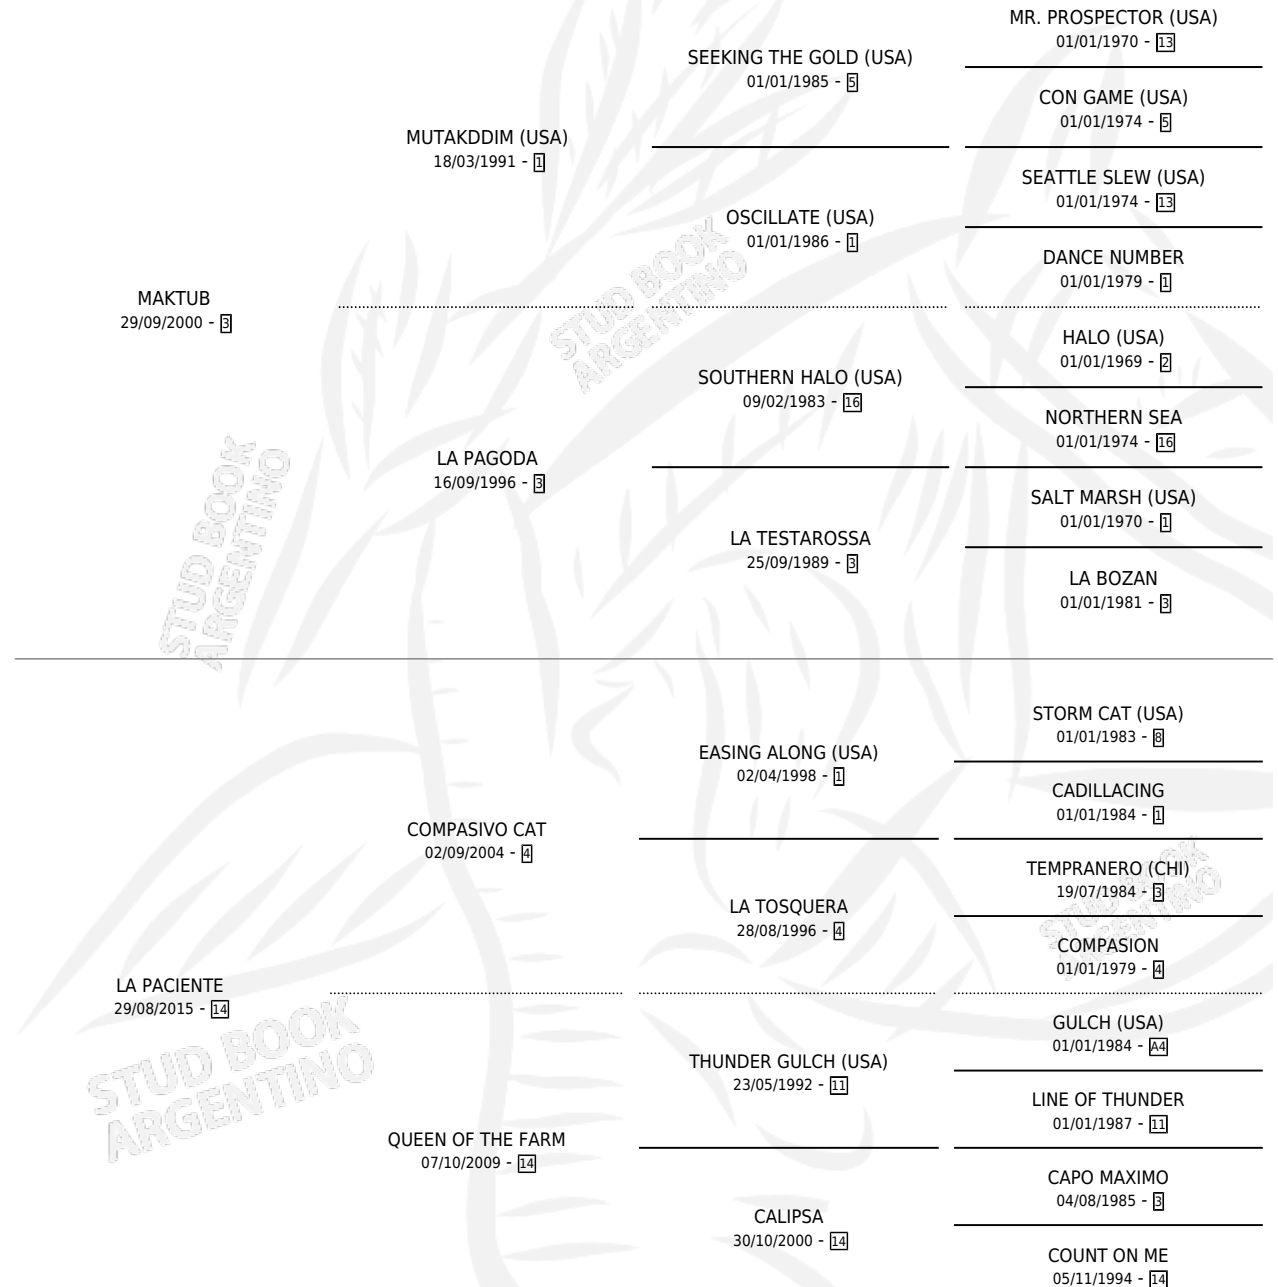 MR. PROSPECTOR (USA)
01/01/1970 - 13
SEEKING THE GOLD (USA)
01/01/1985 - 5
CON GAME (USA)
01/01/1974 - 5
MUTAKDDIM (USA)
18/03/1991 - 1
SEATTLE SLEW (USA)
01/01/1974 - 13
OSCILLATE (USA)
01/01/1986 - 1
DANCE NUMBER
01/01/1979 - 1
MAKTUB
29/09/2000 - 3
HALO (USA)
01/01/1969 - 2
SOUTHERN HALO (USA)
09/02/1983 - 16
NORTHERN SEA
01/01/1974 - 16
LA PAGODA
16/09/1996 - 3
SALT MARSH (USA)
01/01/1970 - 1
LA TESTAROSSA
25/09/1989 - 3
LA BOZAN
01/01/1981 - 3
STORM CAT (USA)
01/01/1983 - 8
EASING ALONG (USA)
02/04/1998 - 1
CADILLACING
01/01/1984 - 1
COMPASIVO CAT
02/09/2004 - 4
TEMPRANERO (CHI)
19/07/1984 - 3
LA TOSQUERA
28/08/1996 - 4
COMPASION
01/01/1979 - 4
LA PACIENTE
29/08/2015 - 14
GULCH (USA)
01/01/1984 - A4
THUNDER GULCH (USA)
23/05/1992 - 11
LINE OF THUNDER
01/01/1987 - 11
QUEEN OF THE FARM
07/10/2009 - 14
CAPO MAXIMO
04/08/1985 - 3
CALIPSA
30/10/2000 - 14
COUNT ON ME
05/11/1994 - 14
STUD BOOK
ARGENTINO
STUD BOOK
ARGENTINO
STUD BOOK
ARGENTINO
STUD BOOK
ARGENTINO